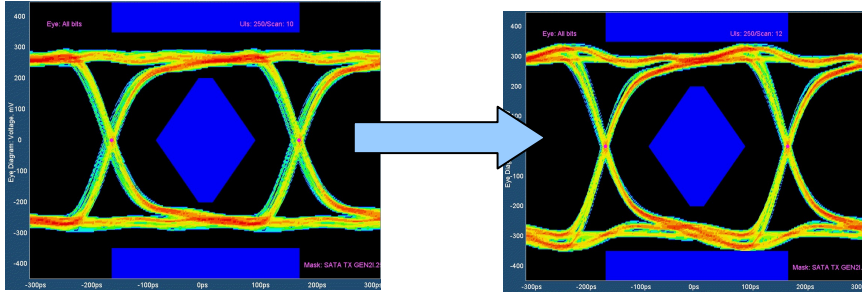 Eye: All bits
UIs: 250/Scan: 10
400
300
200
100
0
-100
-200
-300
-400
Eye Diagram: Voltage, mV
Mask: SATA TX GEN2I.2
-300ps
-200ps
-100ps
0ps
100ps
200ps
300ps
Eye: All bits
UIs: 250/Scan: 12
400
300
200
100
0
-100
-200
-300
-400
Mask: SATA TX GEN2I.
-300ps
-200ps
-100ps
0ps
100ps
200ps